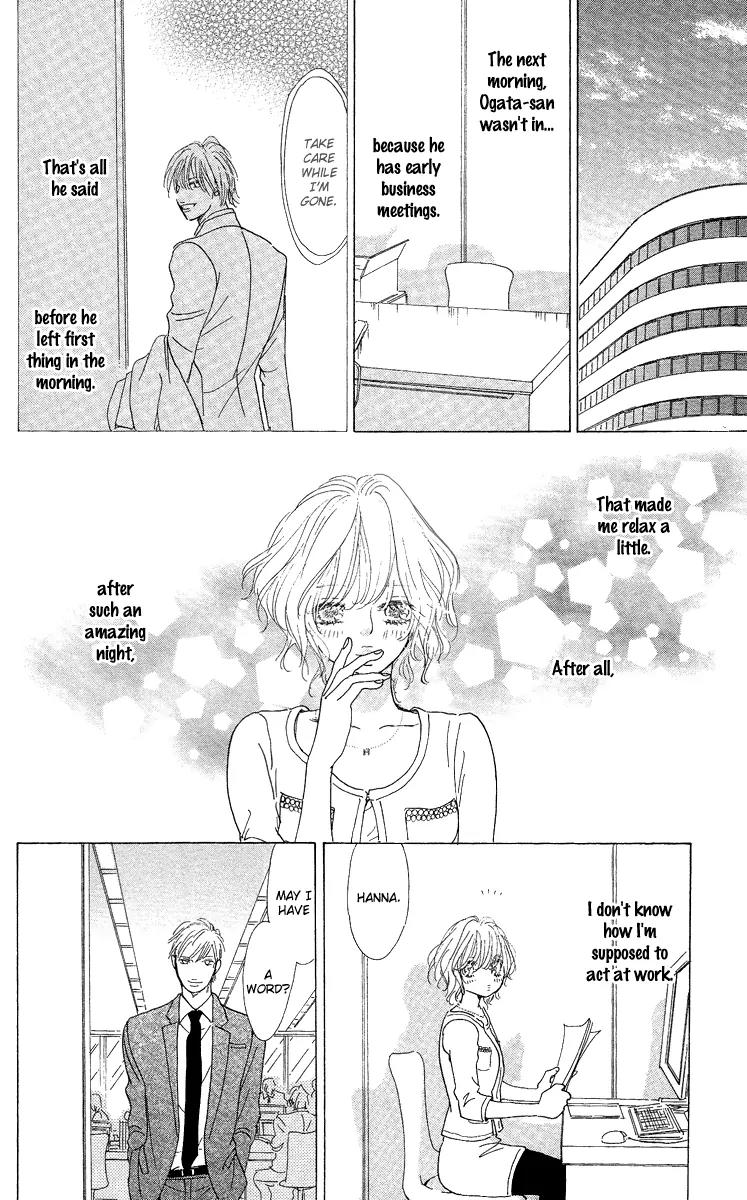 The next
morning,
Ogata-san
wasn't in...
because he
has early
business
meetings.
TAKE
CARE
WHILE
I'M
GONE.
That's all
he said
before he
left first
thing in the
morning.
That made
me relax a
little.
After all,
after
such an
amazing
night,
I don't know
how I'm
supposed to
act at work.
HANNA.
MAY I
HAVE
A
WORD?